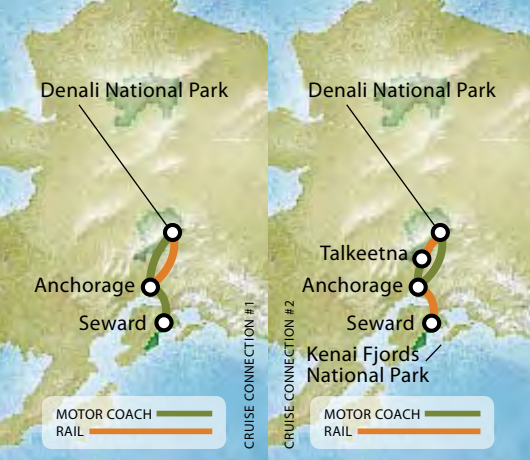 Denali National Park
Anchorage
Seward
MOTOR COACH
RAIL
CRUISE CONNECTION #1
CRUISE CONNECTION #2
Denali National Park
Talkeetna
Anchorage
Seward
Kenai Fjords
National Park
MOTOR COACH
RAIL